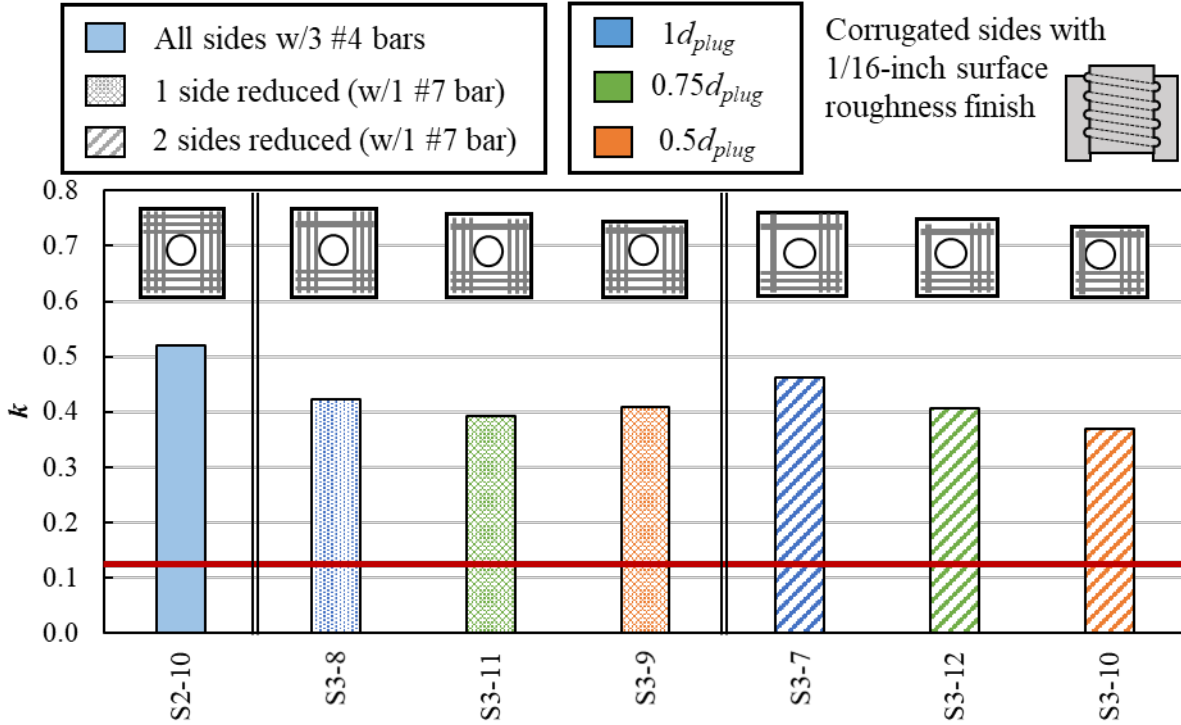 All sides w/3 #4 bars
1 side reduced (w/1 #7 bar)
2 sides reduced (w/1 #7 bar)
1d_plug
0.75d_plug
0.5d_plug
Corrugated sides with
1/16-inch surface
roughness finish
k
0.8
0.7
0.6
0.5
0.4
0.3
0.2
0.1
0.0
S2-10
S3-8
S3-11
S3-9
S3-7
S3-12
S3-10